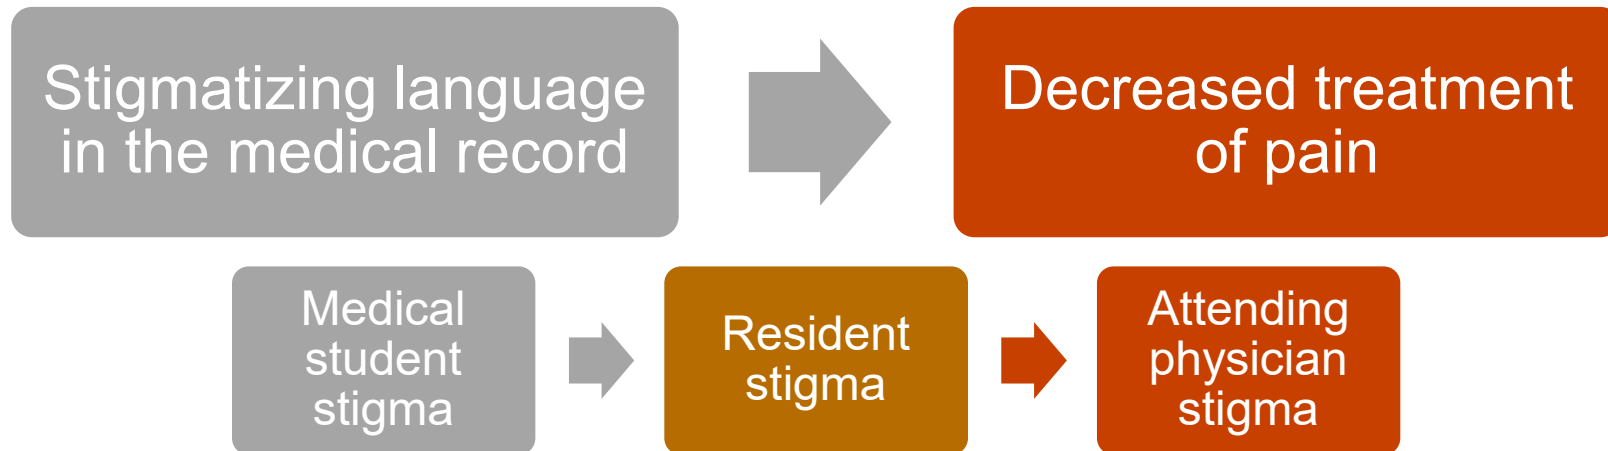 Stigmatizing language
in the medical record
Decreased treatment
of pain
Medical
student
stigma
Resident
stigma
Attending
physician
stigma